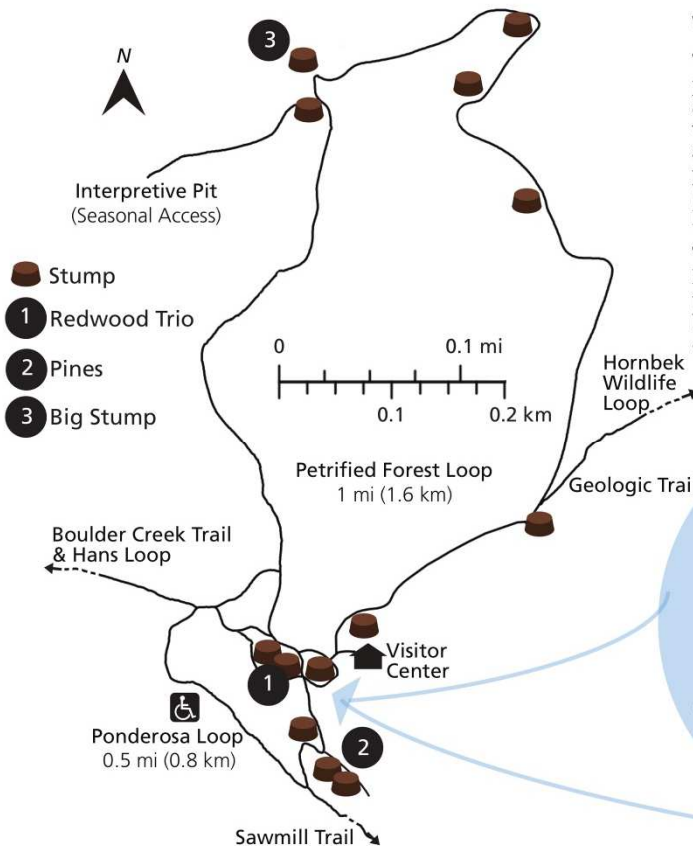 3
N
Interpretive Pit
(Seasonal Access)
Stump
1 Redwood Trio
2 Pines
3 Big Stump
0 0.1 mi
0.1 0.2 km
Hornbek
Wildlife
Loop
Petrified Forest Loop
1 mi (1.6 km)
Geologic Trai
Boulder Creek Trail
& Hans Loop
Visitor
Center
1
Ponderosa Loop
0.5 mi (0.8 km)
2
Sawmill Trail